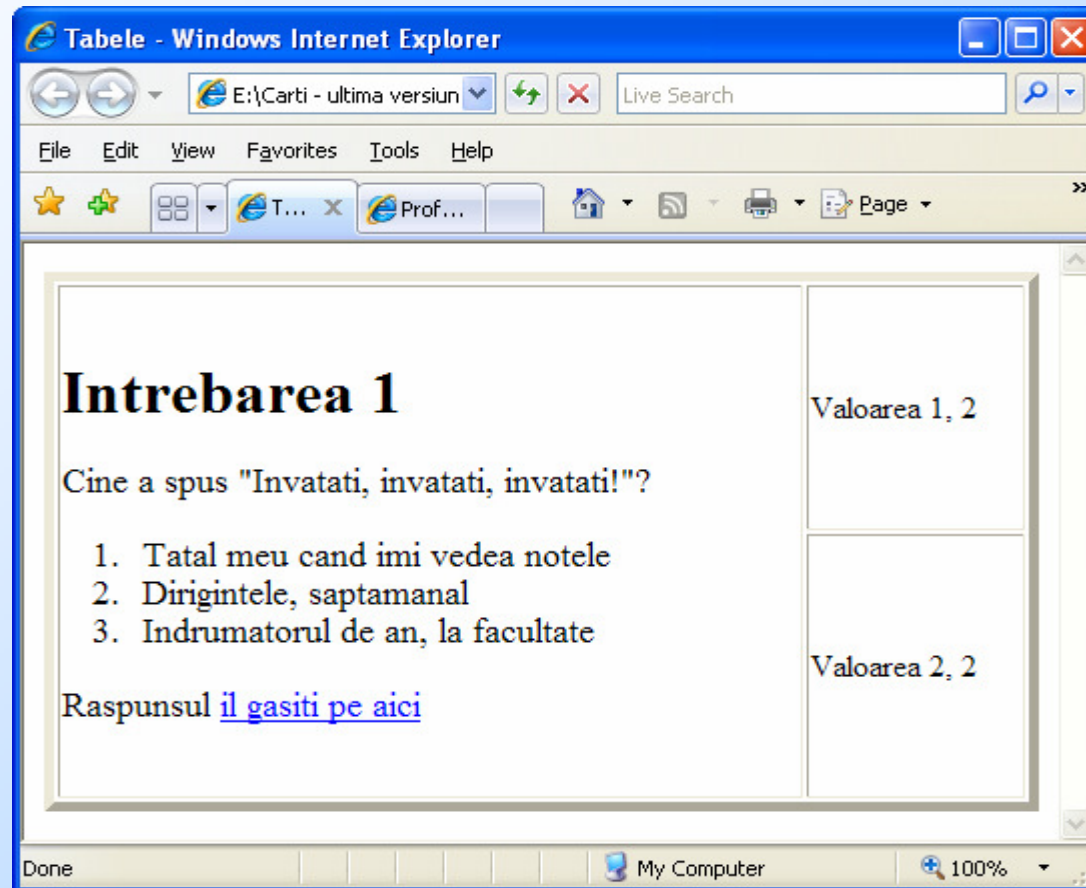 Tabele - Windows Internet Explorer
E:\Carti - ultima versiun
Live Search
File Edit View Favorites Tools Help
T... Prof... Page
Intrebarea 1
Cine a spus "Invatati, invatati, invatati!"?
1. Tatal meu cand imi vedea notele
2. Dirigintele, saptamanal
3. Indrumatorul de an, la facultate
Raspunsul il gasiti pe aici
Valoarea 1, 2
Valoarea 2, 2
Done My Computer 100%